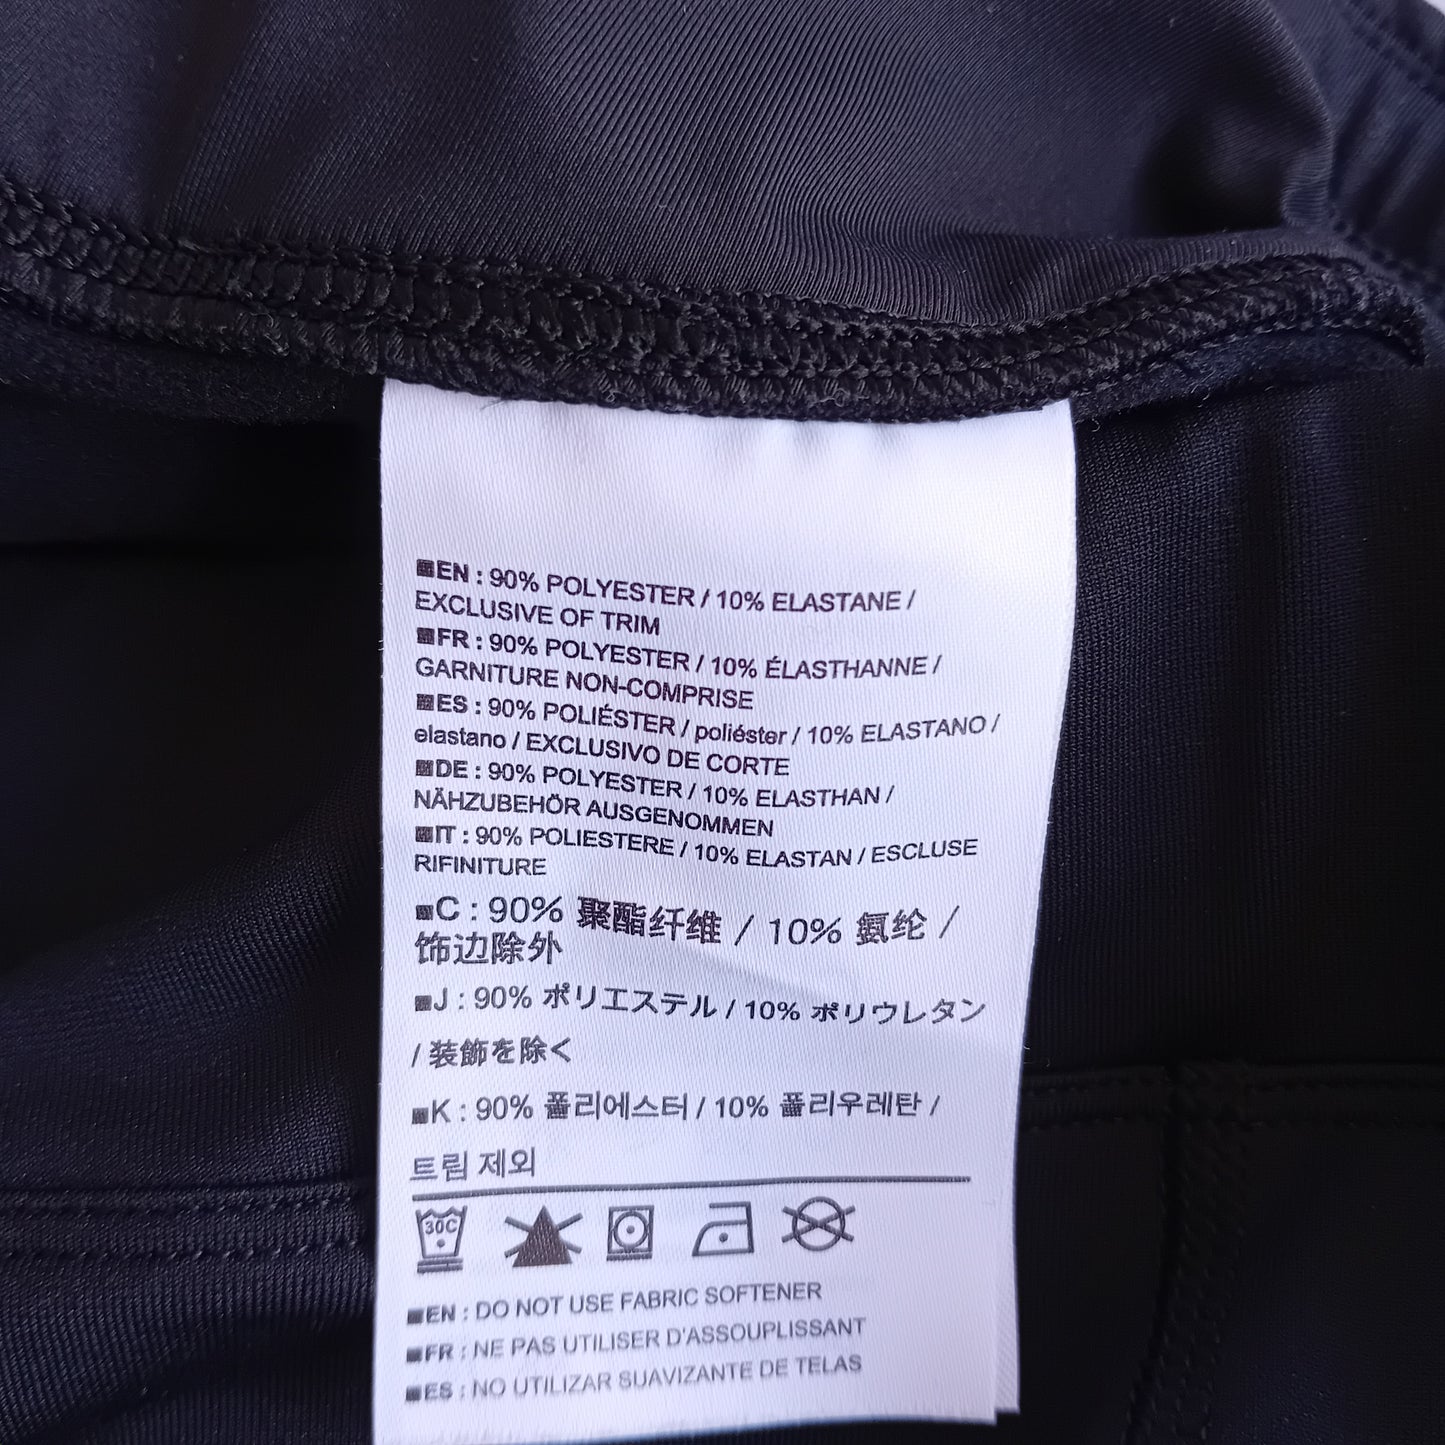 EN : 90% POLYESTER / 10% ELASTANE /
EXCLUSIVE OF TRIM
FR : 90% POLYESTER / 10% ÉLASTHANNE /
GARNITURE NON-COMPRISE
ES : 90% POLIÉSTER / poliéster / 10% ELASTANO /
elastano / EXCLUSIVO DE CORTE
DE : 90% POLYESTER / 10% ELASTHAN /
NÄHZUBEHÖR AUSGENOMMEN
IT : 90% POLIESTERE / 10% ELASTAN / ESCLUSE
RIFINITURE
C : 90% 聚酯纤维 / 10% 氨纶 /
饰边除外
J : 90% ポリエステル / 10% ポリウレタン
/ 装飾を除く
K : 90% 폴리에스터 / 10% 폴리우레탄 /
트림 제외
30C
EN : DO NOT USE FABRIC SOFTENER
FR : NE PAS UTILISER D'ASSOUPLISSANT
ES : NO UTILIZAR SUAVIZANTE DE TELAS